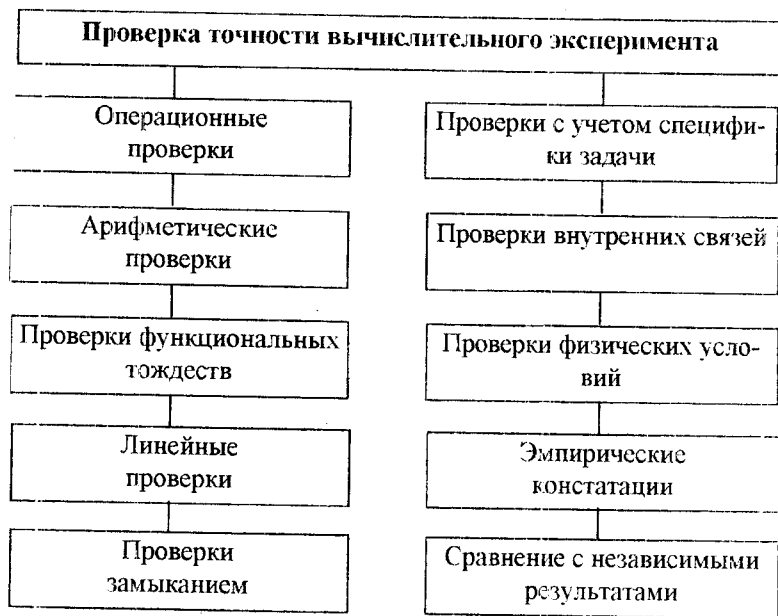 Проверка точности вычислительного эксперимента
Операционные
проверки
Арифметические
проверки
Проверки функциональных
тождеств
Линейные
проверки
Проверки
замыканием
Проверки с учетом специфи-
ки задачи
Проверки внутренних связей
Проверки физических усло-
вий
Эмпирические
констатации
Сравнение с независимыми
результатами